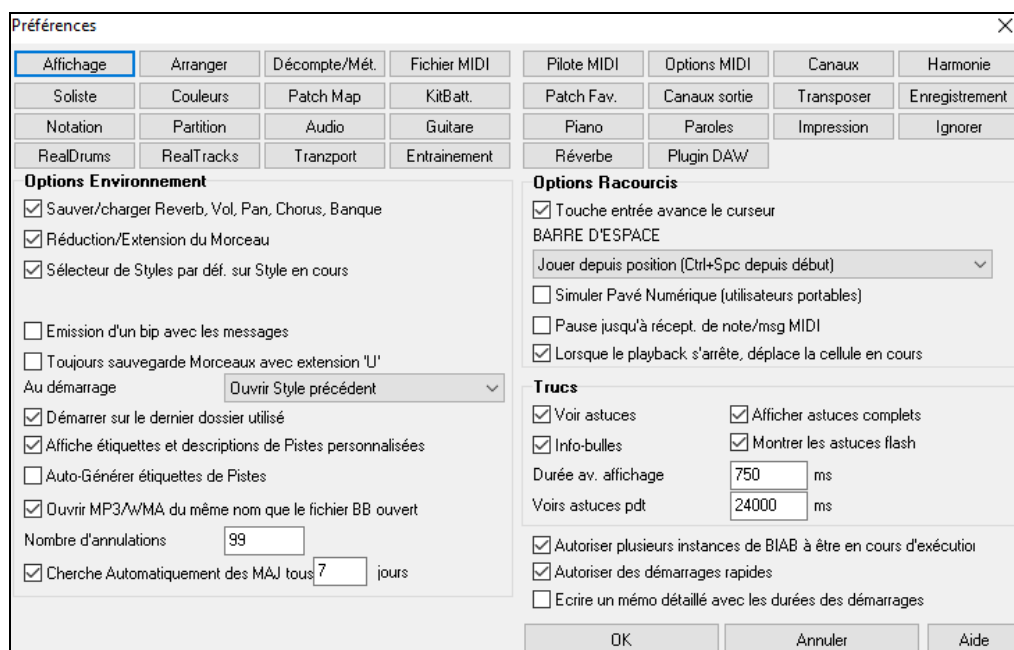 Préférences
Affichage Arranger Décompte/Mét. Fichier MIDI Pilote MIDI Options MIDI Canaux Harmonie
Soliste Couleurs Patch Map KitBatt. Patch Fav. Canaux sortie Transposer Enregistrement
Notation Partition Audio Guitare Piano Paroles Impression Ignorer
RealDrums RealTracks Tranzport Entrainement Réverbe Plugin DAW
Options Environnement
Sauver/charger Reverb, Vol, Pan, Chorus, Banque
Réduction/Extension du Morceau
Sélecteur de Styles par déf. sur Style en cours
Emission d'un bip avec les messages
Toujours sauvegarde Morceaux avec extension 'U'
Au démarrage Ouvrir Style précédent
Démarrer sur le dernier dossier utilisé
Affiche étiquettes et descriptions de Pistes personnalisées
Auto-Générer étiquettes de Pistes
Ouvrir MP3/WMA du même nom que le fichier BB ouvert
Nombre d'annulations 99
Cherche Automatiquement des MAJ tous 7 jours
Options Racourcis
Touche entrée avance le curseur
BARRE D'ESPACE
Jouer depuis position (Ctrl+Spc depuis début)
Simuler Pavé Numérique (utilisateurs portables)
Pause jusqu'à récept. de note/msg MIDI
Lorsque le playback s'arrête, déplace la cellule en cours
Trucs
Voir astuces Afficher astuces complets
Info-bulles Montrer les astuces flash
Durée av. affichage 750 ms
Voirs astuces pdt 24000 ms
Autoriser plusieurs instances de BIAB à être en cours d'exécution
Autoriser des démarrages rapides
Ecrire un mémo détaillé avec les durées des démarrages
OK Annuler Aide